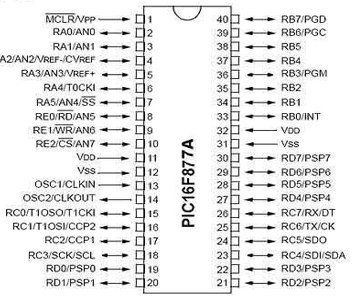 MCLR/VPP 1
RA0/AN0 2
RA1/AN1 3
A2/AN2/VREF-/CVREF 4
RA3/AN3/VREF+ 5
RA4/T0CKI 6
RA5/AN4/SS 7
RE0/RD/AN5 8
RE1/WR/AN6 9
RE2/CS/AN7 10
VDD 11
VSS 12
OSC1/CLKIN 13
OSC2/CLKOUT 14
RC0/T1OSO/T1CKI 15
RC1/T1OSI/CCP2 16
RC2/CCP1 17
RC3/SCK/SCL 18
RD0/PSP0 19
RD1/PSP1 20
PIC16F877A
40 RB7/PGD
39 RB6/PGC
38 RB5
37 RB4
36 RB3/PGM
35 RB2
34 RB1
33 RB0/INT
32 VDD
31 VSS
30 RD7/PSP7
29 RD6/PSP6
28 RD5/PSP5
27 RD4/PSP4
26 RC7/RX/DT
25 RC6/TX/CK
24 RC5/SDO
23 RC4/SDI/SDA
22 RD3/PSP3
21 RD2/PSP2